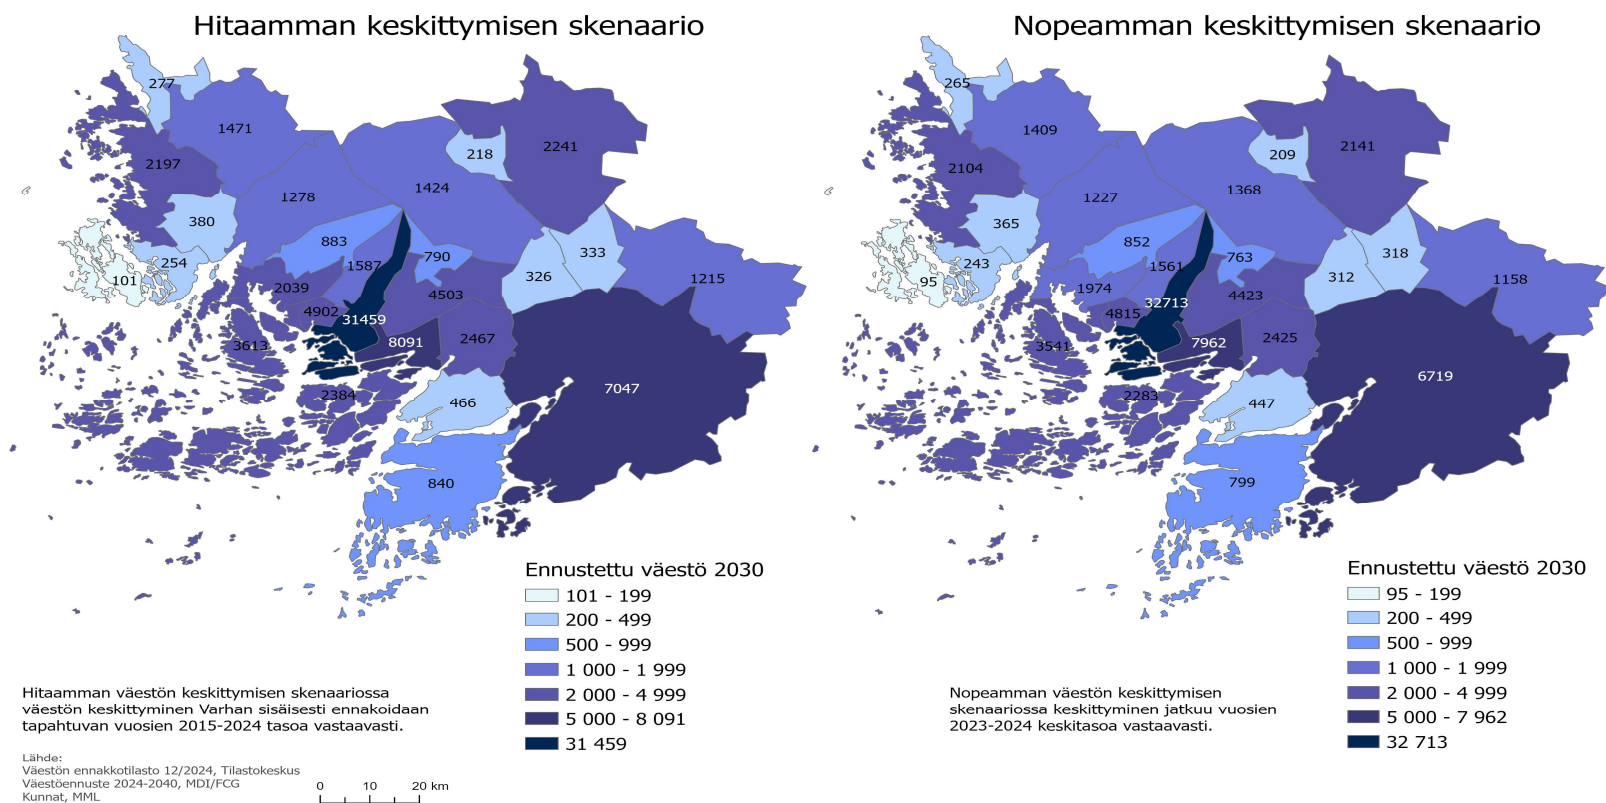 Hitaamman keskittymisen skenaario
277
1471
2241
218
2197
1424
1278
380
883
333
790
254
1587
326
101
1215
2039
4503
4902
31459
2467
3613
8091
7047
2384
466
840
Ennustettu väestö 2030
101 - 199
200 - 499
500 - 999
1 000 - 1 999
2 000 - 4 999
5 000 - 8 091
31 459
Hitaamman väestön keskittymisen skenaariossa
väestön keskittyminen Varhan sisäisesti ennakoidaan
tapahtuvan vuosien 2015-2024 tasoa vastaavasti.
Lähde:
Väestön ennakkotilasto 12/2024, Tilastokeskus
Väestöennuste 2024-2040, MDI/FCG
Kunnat, MML
0 10 20 km
Nopeamman keskittymisen skenaario
265
1409
2141
209
2104
1368
1227
365
852
318
763
243
1561
312
95
1158
1974
4423
32713
4815
2425
3541
7962
6719
2283
447
799
Ennustettu väestö 2030
95 - 199
200 - 499
500 - 999
1 000 - 1 999
2 000 - 4 999
5 000 - 7 962
32 713
Nopeamman väestön keskittymisen
skenaariossa keskittyminen jatkuu vuosien
2023-2024 keskitasoa vastaavasti.